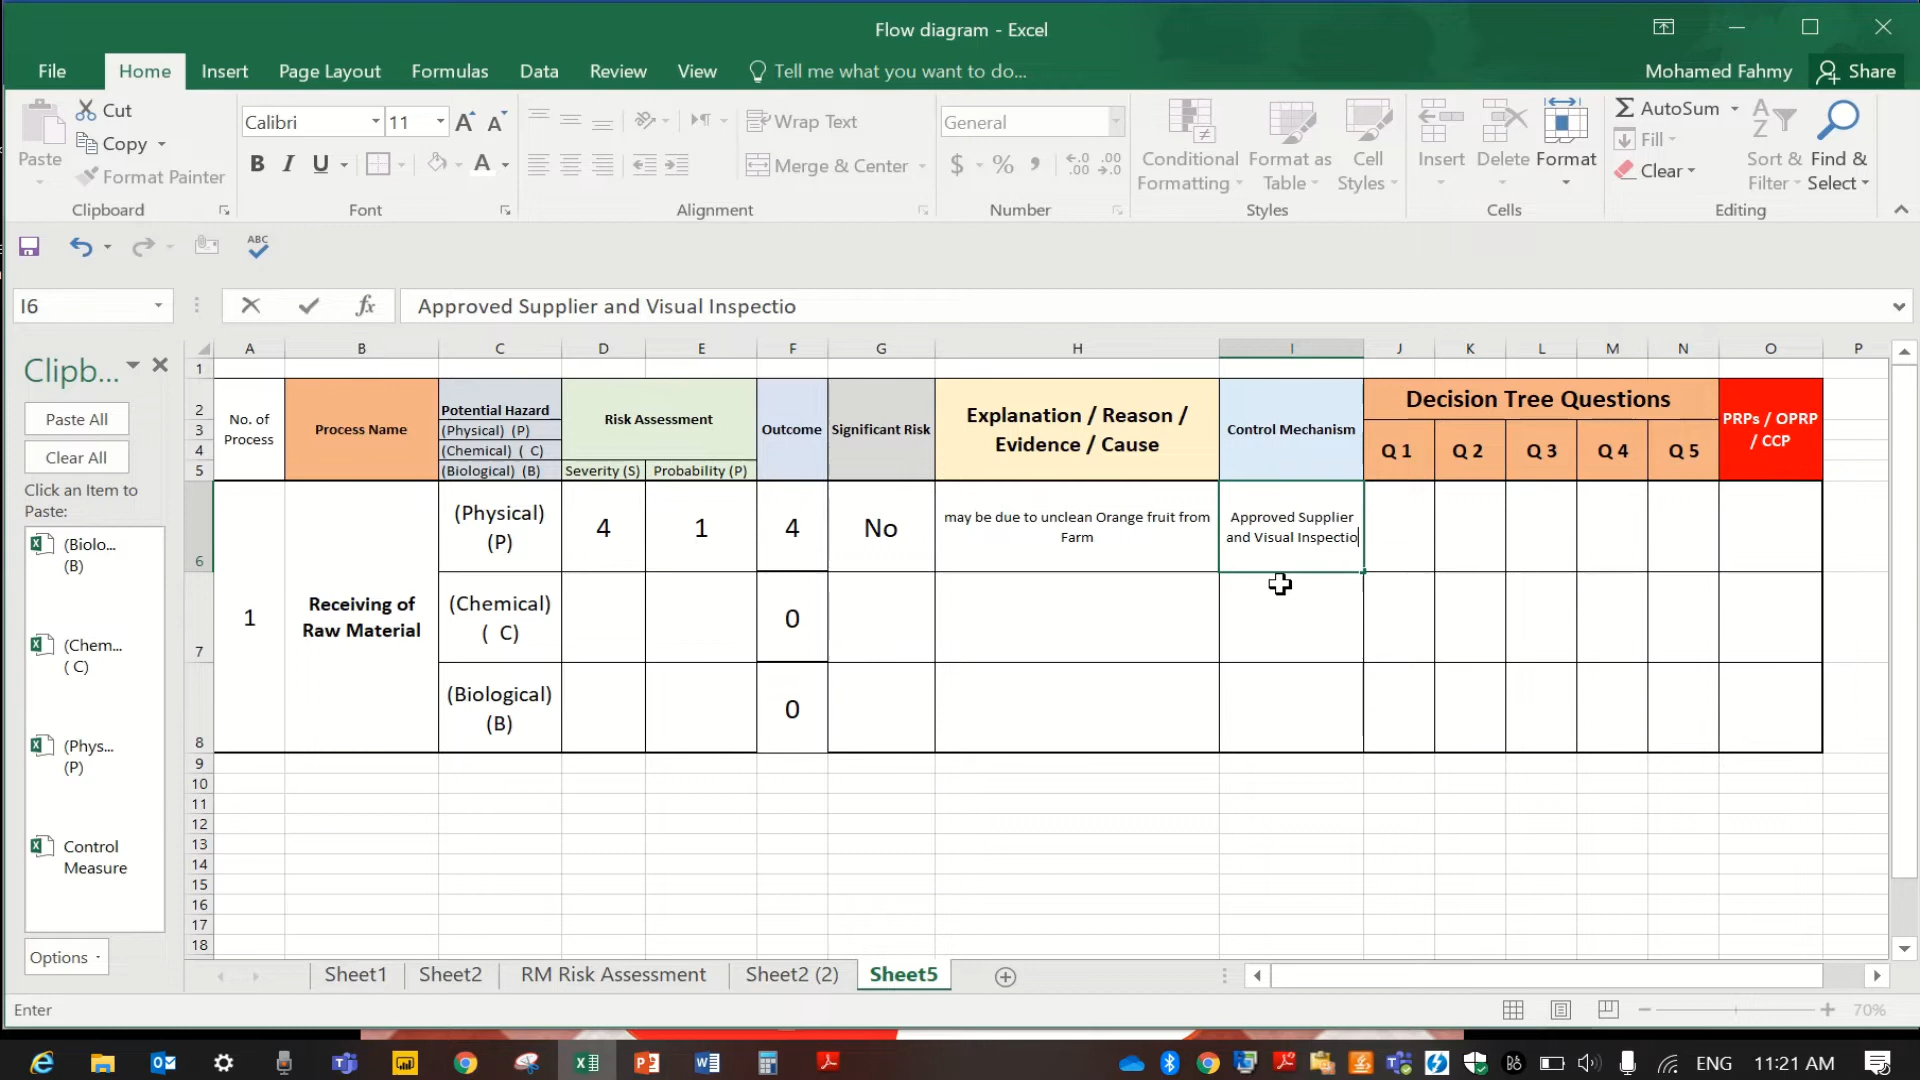 Flow diagram - Excel
File
Home
Insert
Page Layout
Formulas
Data
Review
View
Tell me what you want to do...
Mohamed Fahmy
Share
Paste
Cut
Copy
Format Painter
Clipboard
Calibri
11
B I U
Font
Wrap Text
Merge & Center
Alignment
General
$ % ,
Number
Conditional Formatting
Format as Table
Cell Styles
Styles
Insert
Delete
Format
Cells
AutoSum
Fill
Clear
Sort & Filter
Find & Select
Editing
ABC
I6
fx
Approved Supplier and Visual Inspectio
Clipb...
Paste All
Clear All
Click an Item to
Paste:
(Biolo...
(B)
(Chem...
( C)
(Phys...
(P)
Control
Measure
Options
A B C D E F G H I J K L M N O P
1
2
3
4
5
6
7
8
9
10
11
12
13
14
15
16
17
18
No. of
Process
Process Name
Potential Hazard
(Physical) (P)
(Chemical) ( C)
(Biological) (B)
Risk Assessment
Severity (S)
Probability (P)
Outcome
Significant Risk
Explanation / Reason /
Evidence / Cause
Control Mechanism
Decision Tree Questions
Q 1
Q 2
Q 3
Q 4
Q 5
PRPs / OPRP
/ CCP
1
Receiving of
Raw Material
(Physical)
(P)
4
1
4
No
may be due to unclean Orange fruit from
Farm
Approved Supplier
and Visual Inspectio
(Chemical)
( C)
0
(Biological)
(B)
0
Sheet1
Sheet2
RM Risk Assessment
Sheet2 (2)
Sheet5
Enter
70%
ENG
11:21 AM